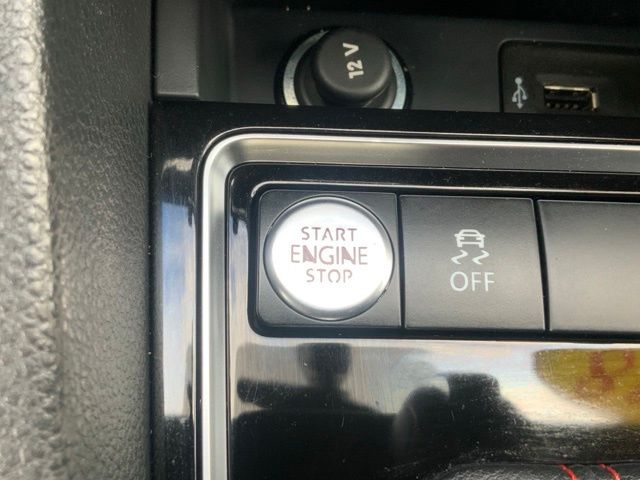 12 V
START
ENGINE
STOP
OFF